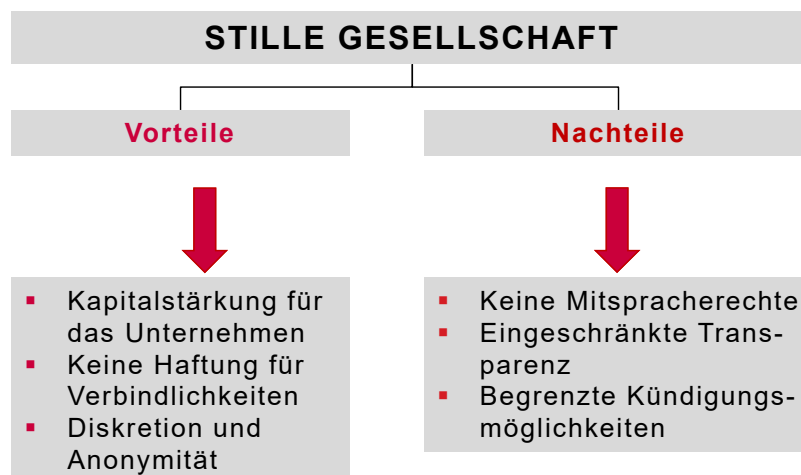 STILLE GESELLSCHAFT
Vorteile
▪ Kapitalstärkung für
das Unternehmen
▪ Keine Haftung für
Verbindlichkeiten
▪ Diskretion und
Anonymität
Nachteile
▪ Keine Mitspracherechte
▪ Eingeschränkte Trans-
parenz
▪ Begrenzte Kündigungs-
möglichkeiten